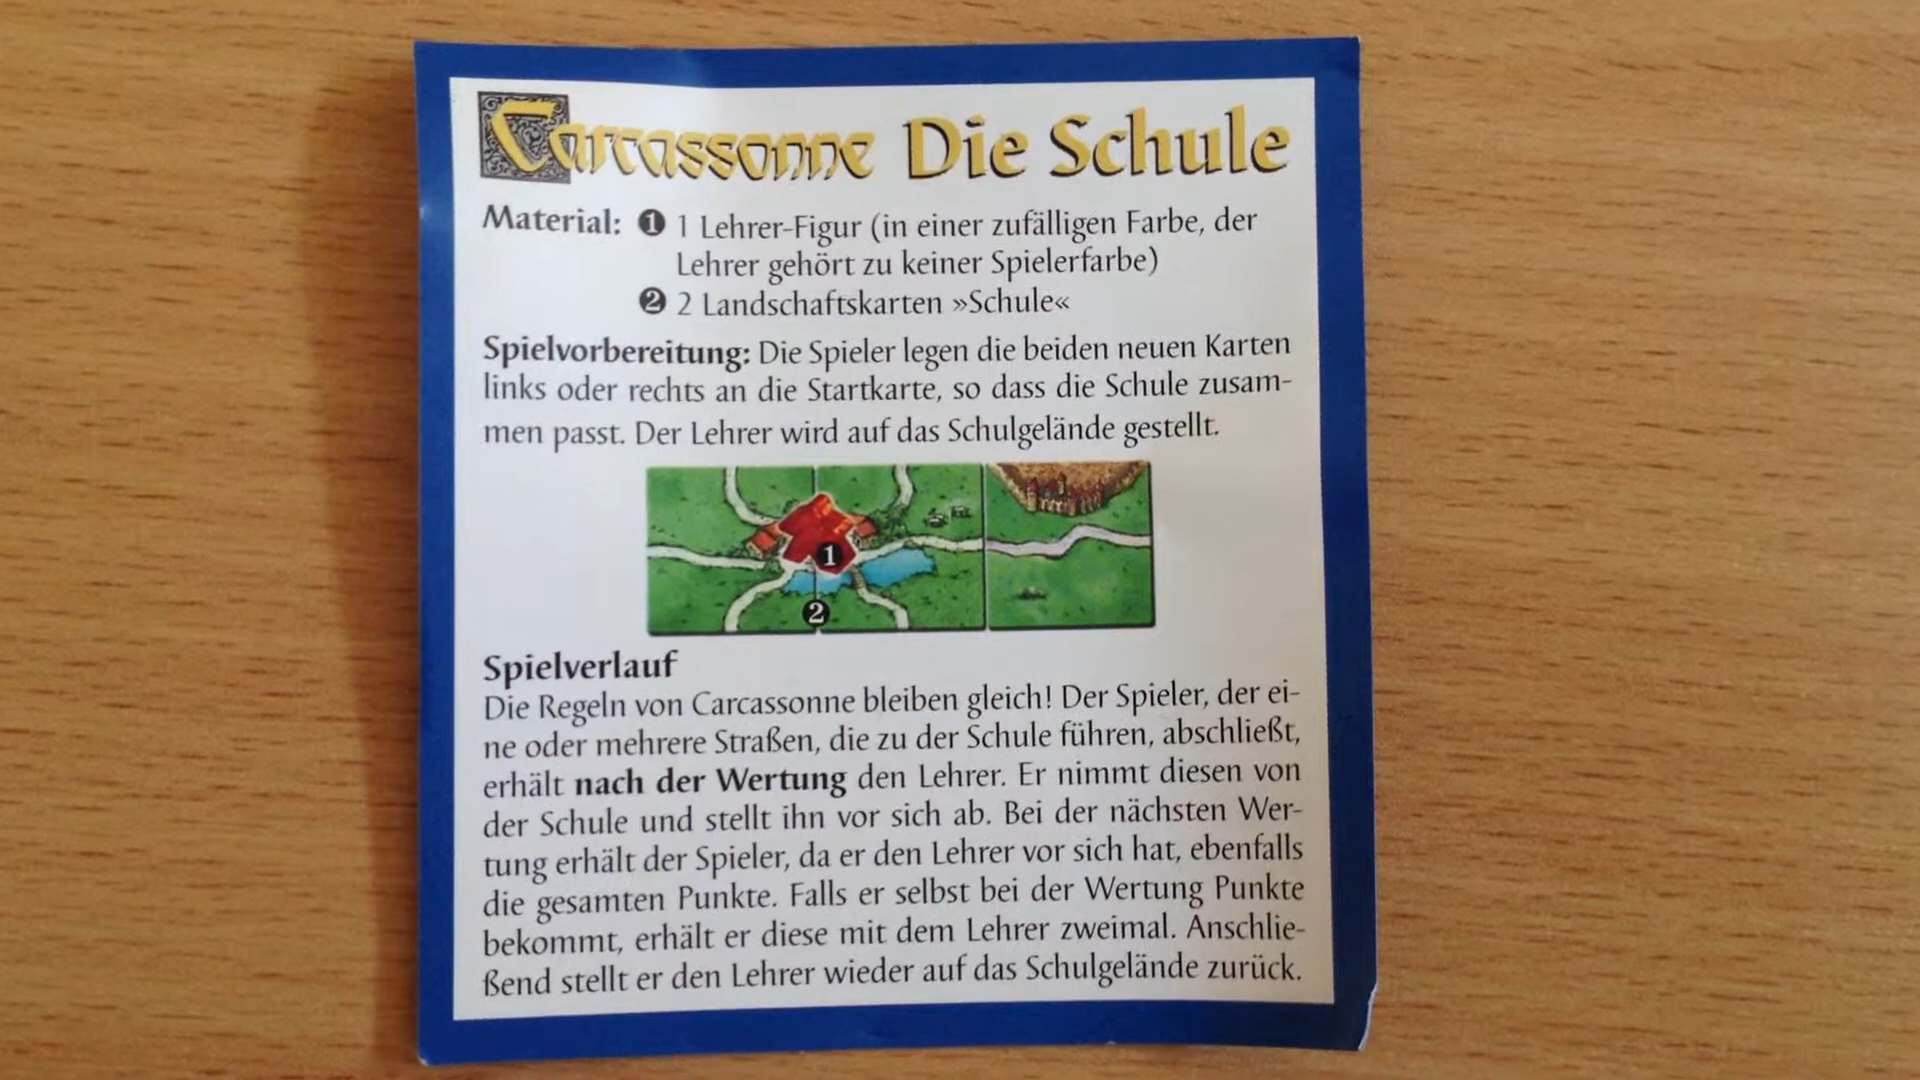 Carcassonne Die Schule
Material: ❶ 1 Lehrer-Figur (in einer zufälligen Farbe, der
Lehrer gehört zu keiner Spielerfarbe)
❷ 2 Landschaftskarten »Schule«
Spielvorbereitung: Die Spieler legen die beiden neuen Karten
links oder rechts an die Startkarte, so dass die Schule zusam-
men passt. Der Lehrer wird auf das Schulgelände gestellt.
1
2
Spielverlauf
Die Regeln von Carcassonne bleiben gleich! Der Spieler, der ei-
ne oder mehrere Straßen, die zu der Schule führen, abschließt,
erhält nach der Wertung den Lehrer. Er nimmt diesen von
der Schule und stellt ihn vor sich ab. Bei der nächsten Wer-
tung erhält der Spieler, da er den Lehrer vor sich hat, ebenfalls
die gesamten Punkte. Falls er selbst bei der Wertung Punkte
bekommt, erhält er diese mit dem Lehrer zweimal. Anschlie-
ßend stellt er den Lehrer wieder auf das Schulgelände zurück.